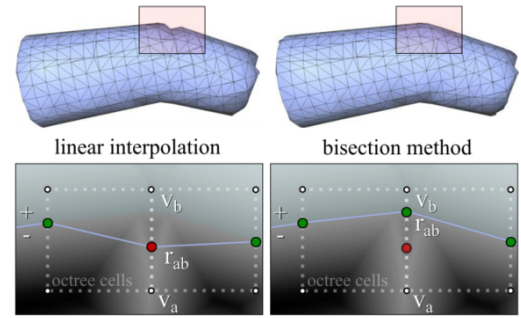 linear interpolation
bisection method
+
-
v_b
r_ab
octree cells
v_a
+
-
v_b
r_ab
octree cells
v_a